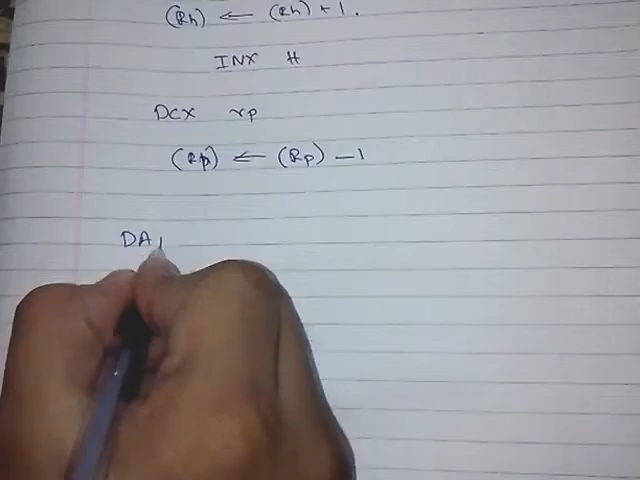 (Rh) ← (Rh) + 1.
INX H
DCX rp
(Rp) ← (Rp) - 1
DA